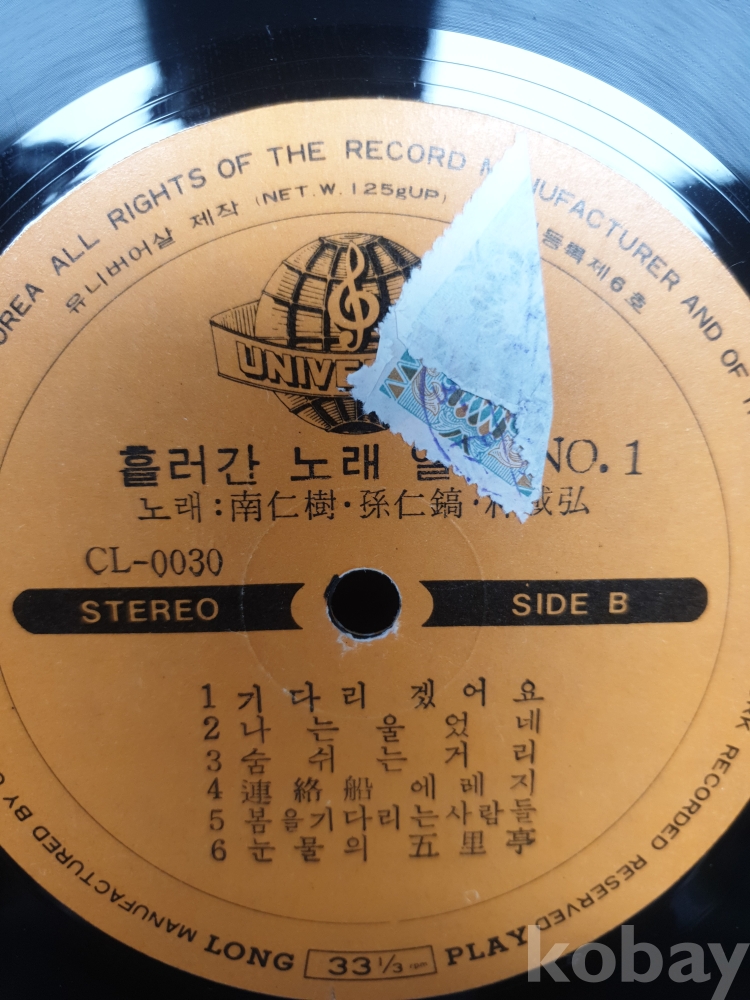 OREA ALL RIGHTS OF THE RECORD MANUFACTURER AND OF
유니버어살 제작 (NET. W. 125gUP) 등록제6호
흘러간 노래 NO. 1
노래:南仁樹·孫仁鎬· 弘
CL-0030
STEREO SIDE B
1 기다리겠어요
2 나는울었네
3 숨쉬는거리
4 連絡船에레지
5 봄을기다리는사람들
6 눈물의 五里亭
RECORDED RESERVED
MANUFACTURED BY
LONG 33 1/3 rpm PLAY
kobay